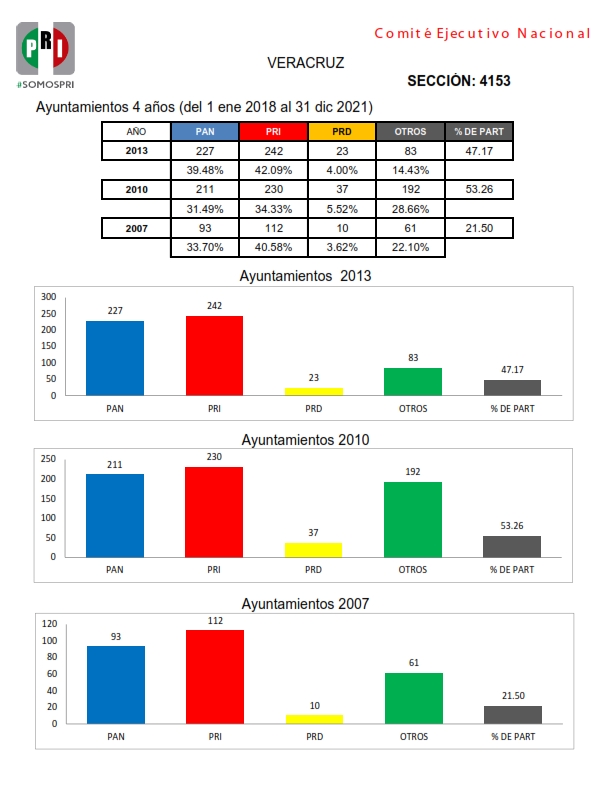 Comité Ejecutivo Nacional
PRI
#SOMOSPRI
VERACRUZ
SECCIÓN: 4153
Ayuntamientos 4 años (del 1 ene 2018 al 31 dic 2021)
AÑO PAN PRI PRD OTROS % DE PART
2013 227 242 23 83 47.17
39.48% 42.09% 4.00% 14.43%
2010 211 230 37 192 53.26
31.49% 34.33% 5.52% 28.66%
2007 93 112 10 61 21.50
33.70% 40.58% 3.62% 22.10%
Ayuntamientos 2013
300
250
200
150
100
50
0
227 242 23 83 47.17
PAN PRI PRD OTROS % DE PART
Ayuntamientos 2010
250
200
150
100
50
0
211 230 37 192 53.26
PAN PRI PRD OTROS % DE PART
Ayuntamientos 2007
120
100
80
60
40
20
0
93 112 10 61 21.50
PAN PRI PRD OTROS % DE PART